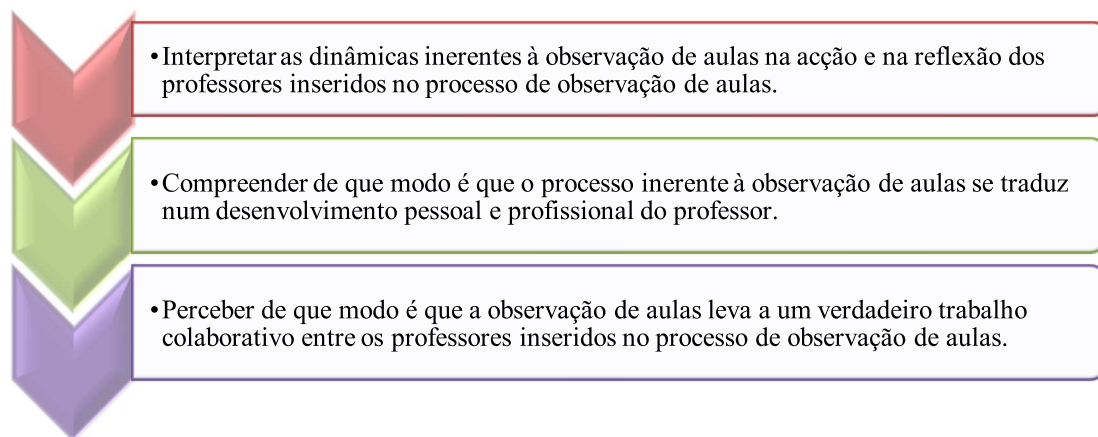 •Interpretar as dinâmicas inerentes à observação de aulas na acção e na reflexão dos
professores inseridos no processo de observação de aulas.
•Compreender de que modo é que o processo inerente à observação de aulas se traduz
num desenvolvimento pessoal e profissional do professor.
•Perceber de que modo é que a observação de aulas leva a um verdadeiro trabalho
colaborativo entre os professores inseridos no processo de observação de aulas.